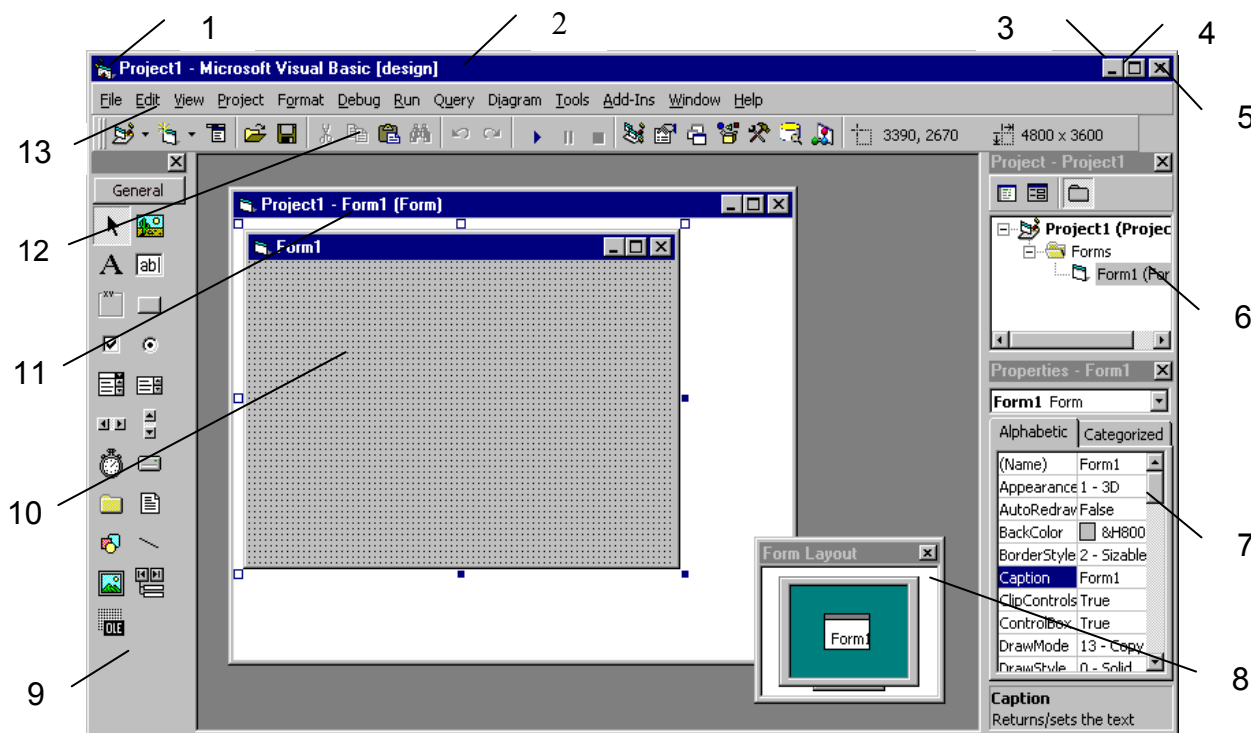 1
2
3
4
Project1 - Microsoft Visual Basic [design]
File Edit View Project Format Debug Run Query Diagram Tools Add-Ins Window Help
5
3390, 2670
4800 x 3600
13
General
Project - Project1
Project1 (Projec
Forms
Form1 (For
6
12
Project1 - Form1 (Form)
Form1
A
ab
xv
11
Properties - Form1
Form1 Form
Alphabetic Categorized
(Name) Form1
Appearance 1 - 3D
AutoRedraw False
BackColor &H800
BorderStyle 2 - Sizable
Caption Form1
ClipControls True
ControlBox True
DrawMode 13 - Copy
DrawStyle 0 - Solid
7
10
Form Layout
Form1
8
OLE
9
Caption
Returns/sets the text